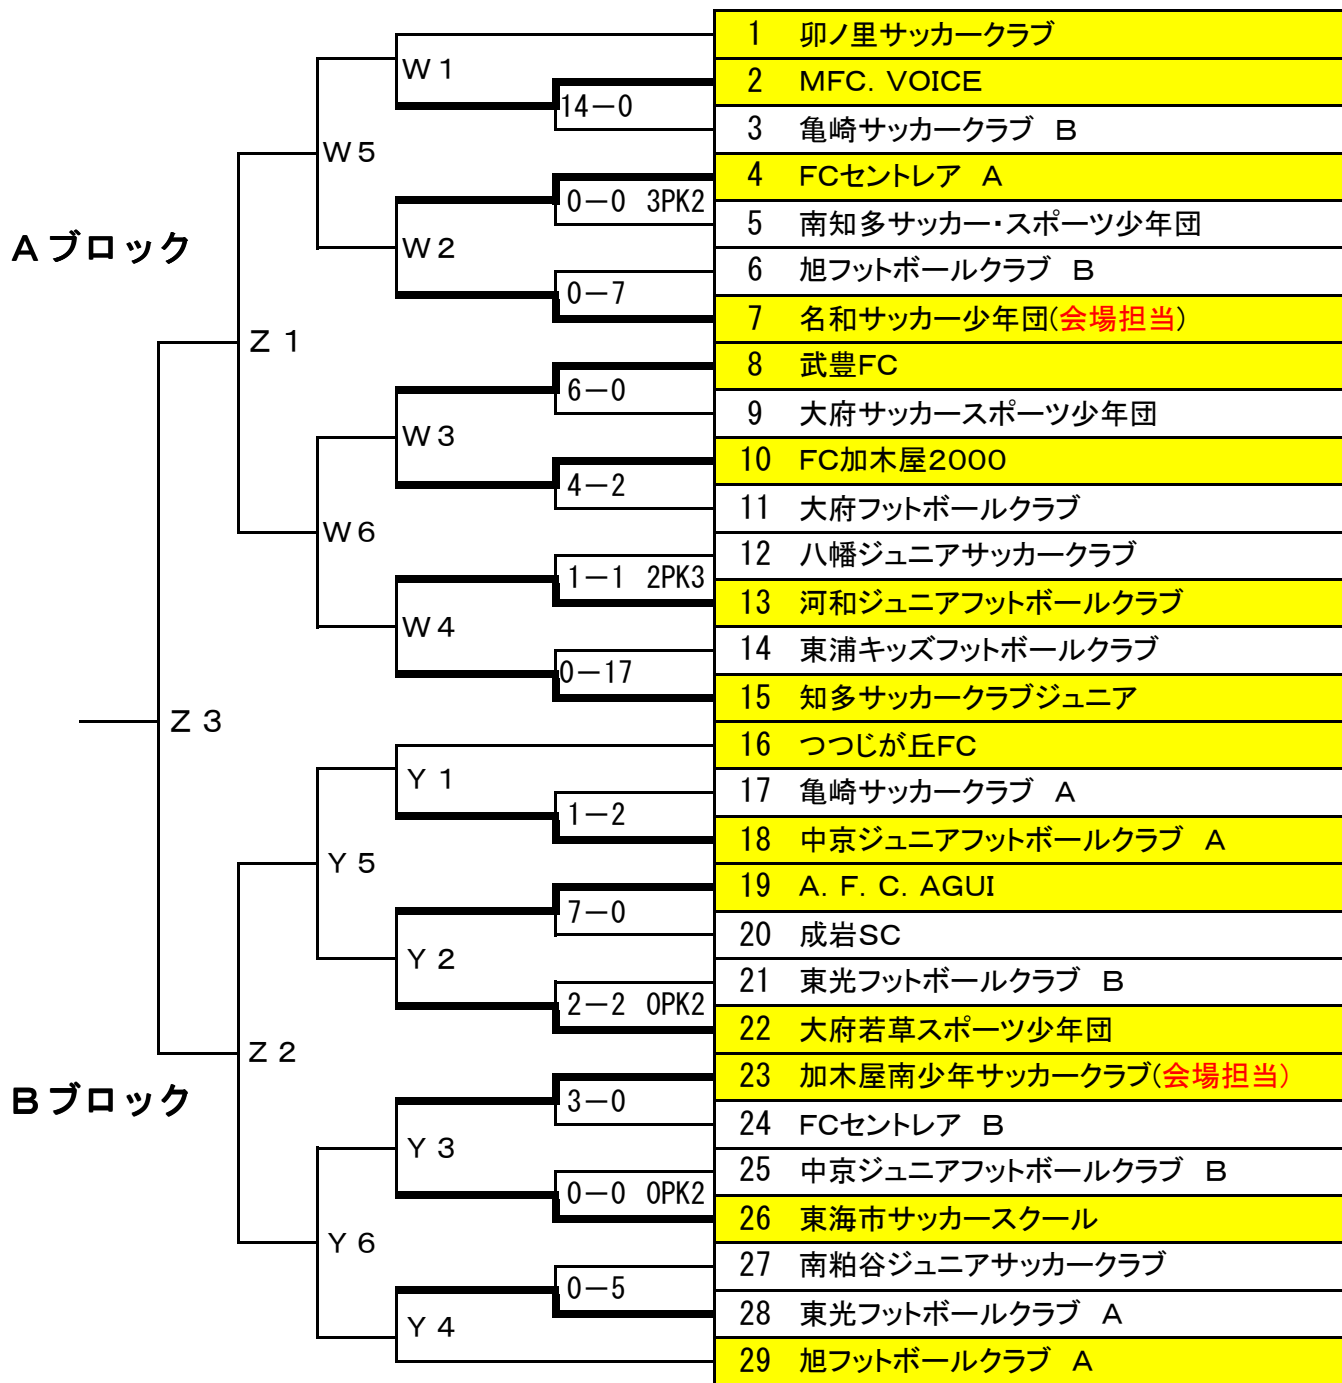 1 卯ノ里サッカークラブ
W1
2 MFC. VOICE
14－0
3 亀崎サッカークラブ B
W5
4 FCセントレア A
0－0 3PK2
5 南知多サッカー・スポーツ少年団
Aブロック
W2
6 旭フットボールクラブ B
0－7
7 名和サッカー少年団(会場担当)
Z1
8 武豊FC
6－0
9 大府サッカースポーツ少年団
W3
10 FC加木屋2000
4－2
11 大府フットボールクラブ
W6
12 八幡ジュニアサッカークラブ
1－1 2PK3
13 河和ジュニアフットボールクラブ
W4
14 東浦キッズフットボールクラブ
0－17
15 知多サッカークラブジュニア
Z3
16 つつじが丘FC
Y1
17 亀崎サッカークラブ A
1－2
18 中京ジュニアフットボールクラブ A
Y5
19 A. F. C. AGUI
7－0
20 成岩SC
Y2
21 東光フットボールクラブ B
2－2 0PK2
22 大府若草スポーツ少年団
Z2
23 加木屋南少年サッカークラブ(会場担当)
Bブロック
3－0
24 FCセントレア B
Y3
25 中京ジュニアフットボールクラブ B
0－0 0PK2
26 東海市サッカースクール
Y6
27 南粕谷ジュニアサッカークラブ
0－5
28 東光フットボールクラブ A
Y4
29 旭フットボールクラブ A